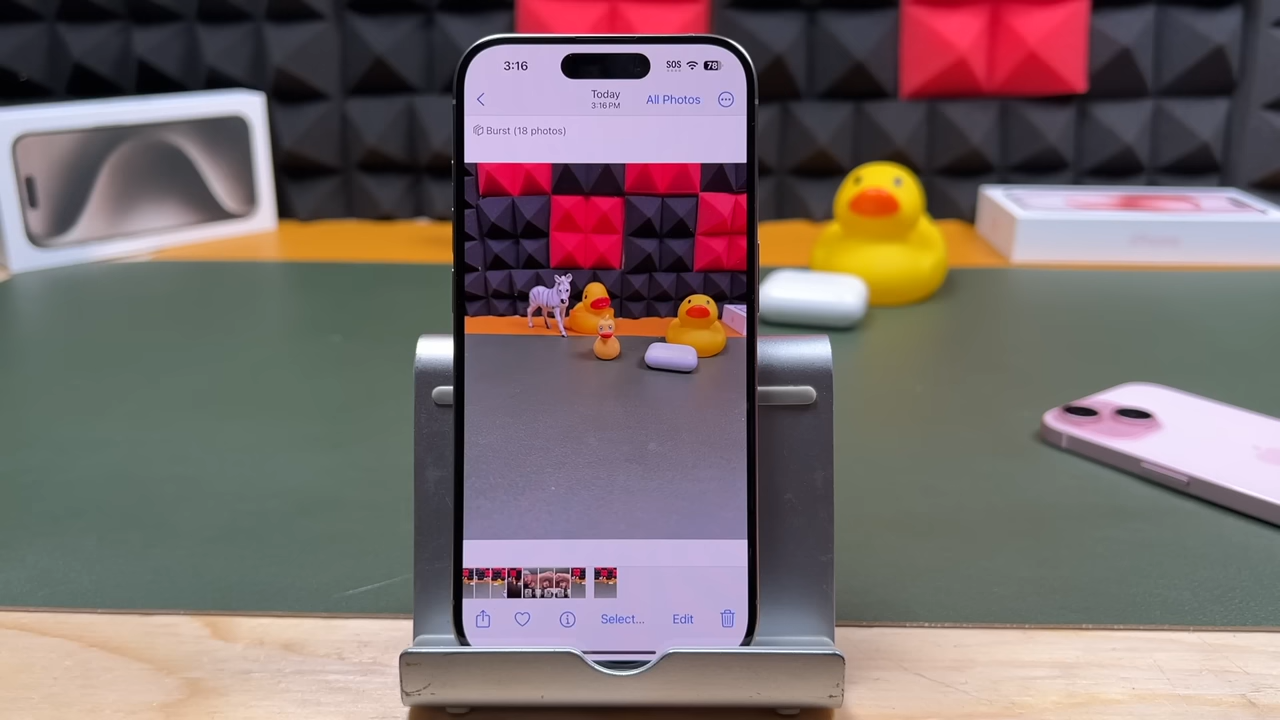 3:16
SOS
78
Today
3:16 PM
All Photos
Burst (18 photos)
Select...
Edit